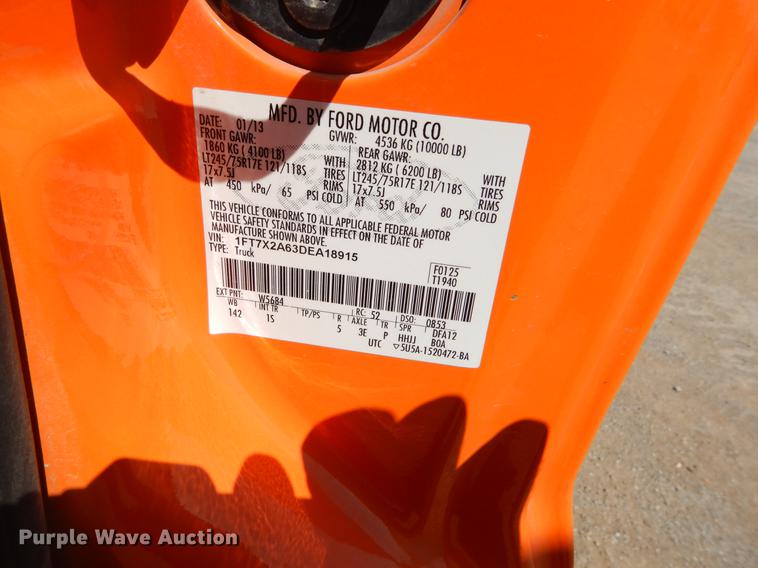 MFD. BY FORD MOTOR CO.
DATE: 01/13 GVWR: 4536 KG (10000 LB)
FRONT GAWR: REAR GAWR:
1860 KG (4100 LB) WITH 2812 KG (6200 LB) WITH
LT245/75R17E 121/118S TIRES LT245/75R17E 121/118S TIRES
17x7.5J RIMS 17x7.5J RIMS
AT 450 kPa/ 65 PSI COLD AT 550 kPa/ 80 PSI COLD
THIS VEHICLE CONFORMS TO ALL APPLICABLE FEDERAL MOTOR
VEHICLE SAFETY STANDARDS IN EFFECT ON THE DATE OF
MANUFACTURE SHOWN ABOVE.
VIN: 1FT7X2A63DEA18915
TYPE: Truck
F0125
T1940
EXT PNT: W56B4 RC: 52 DSO: 0853
WB INT TR TP/PS R AXLE TR SPR DFA12
142 15 5 3E P HHJJ BOA
UTC ▽5U5A-1520472-BA
Purple Wave Auction